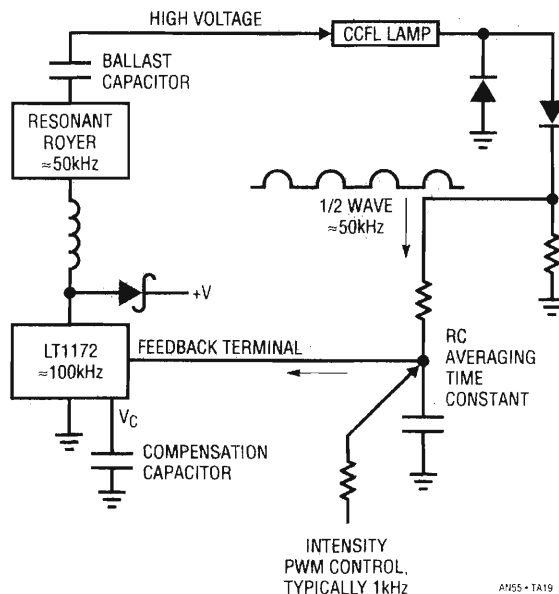 HIGH VOLTAGE
CCFL LAMP
BALLAST
CAPACITOR
RESONANT
ROYER
≈50kHz
1/2 WAVE
≈50kHz
+V
LT1172
≈100kHz
FEEDBACK TERMINAL
RC
AVERAGING
TIME
CONSTANT
VC
COMPENSATION
CAPACITOR
INTENSITY
PWM CONTROL,
TYPICALLY 1kHz
AN55 • TA19